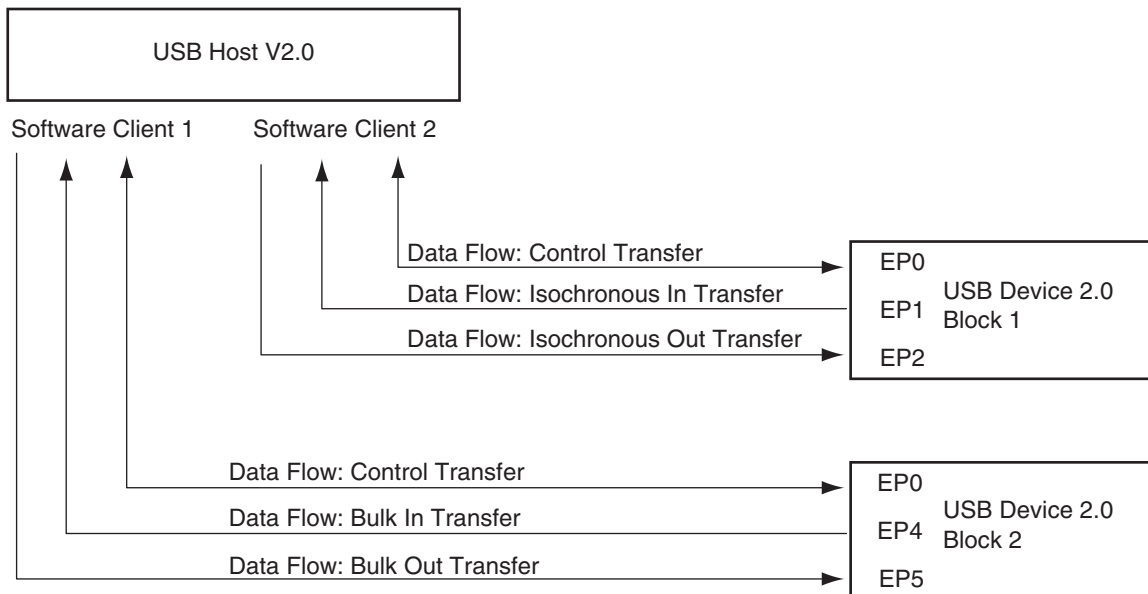 USB Host V2.0
Software Client 1
Software Client 2
Data Flow: Control Transfer
Data Flow: Isochronous In Transfer
Data Flow: Isochronous Out Transfer
EP0
EP1
EP2
USB Device 2.0
Block 1
Data Flow: Control Transfer
Data Flow: Bulk In Transfer
Data Flow: Bulk Out Transfer
EP0
EP4
EP5
USB Device 2.0
Block 2